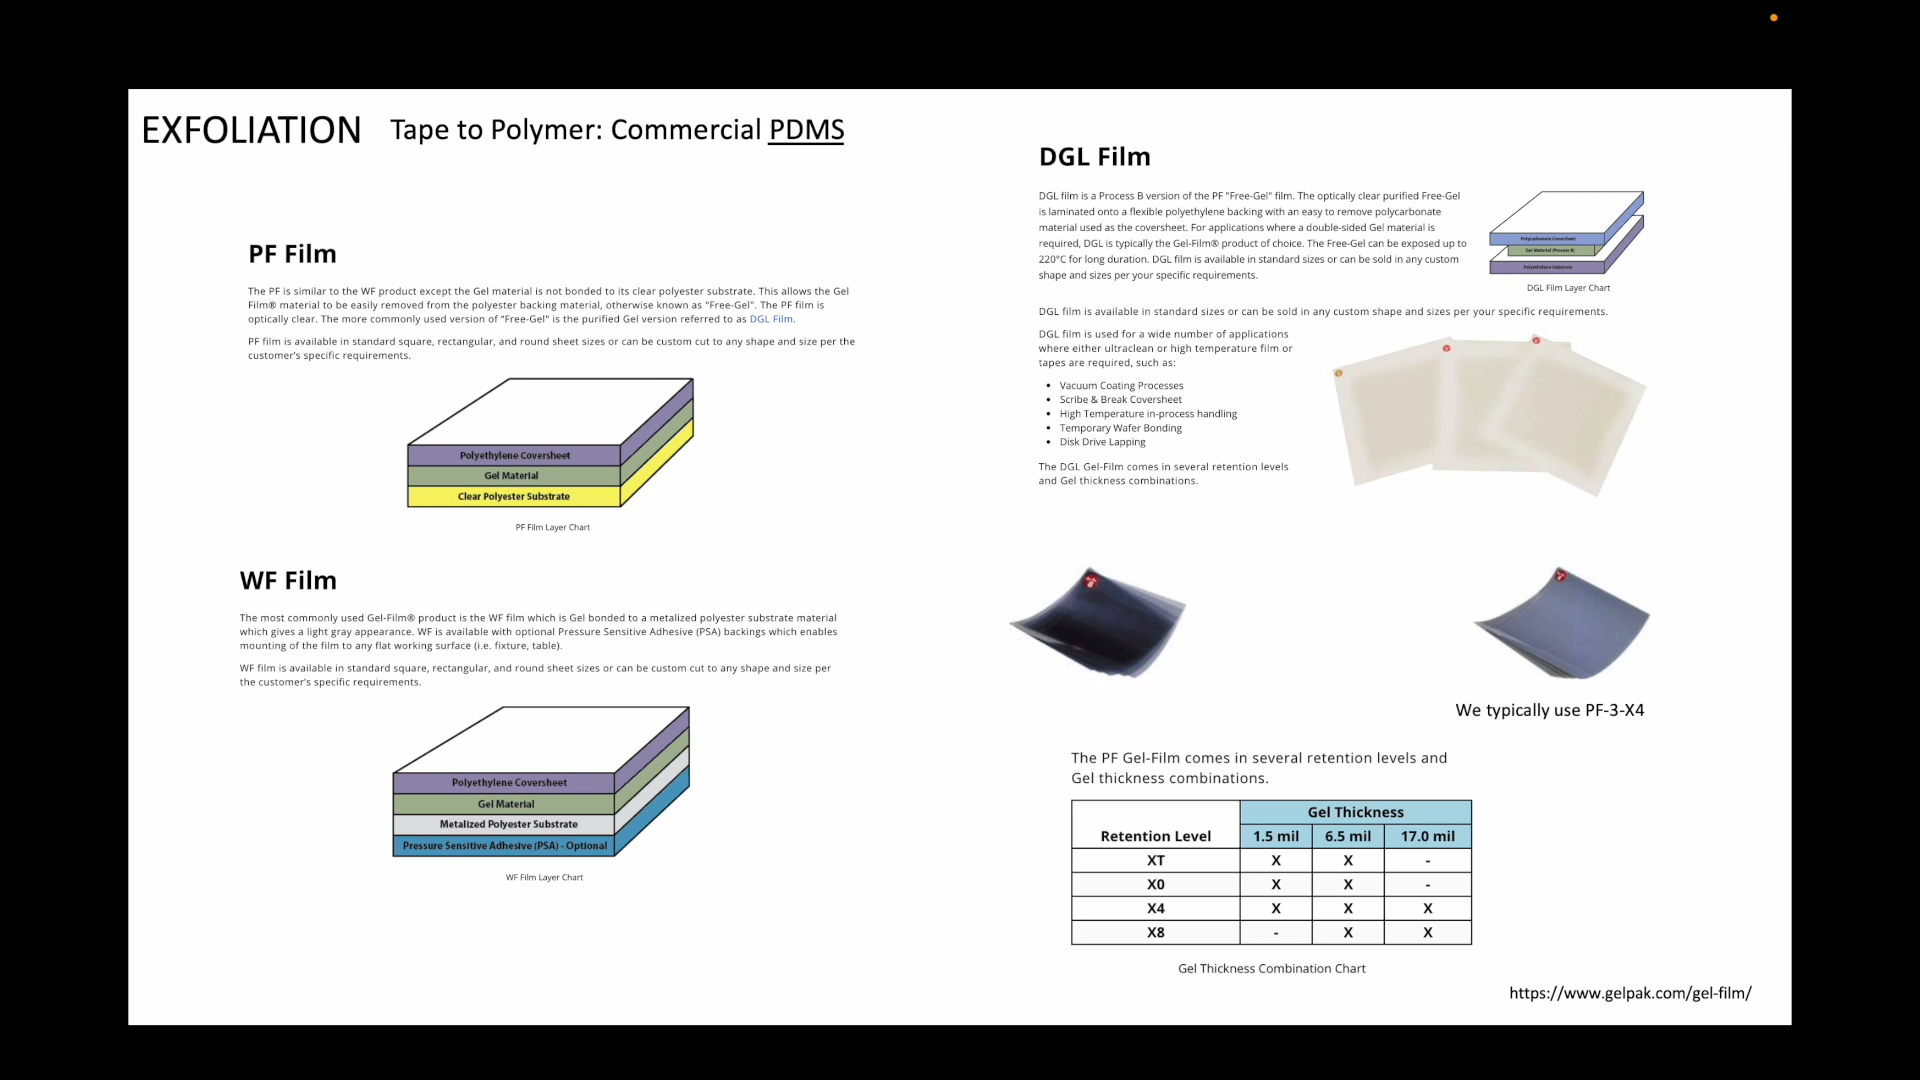 EXFOLIATION
Tape to Polymer: Commercial PDMS
PF Film
The PF is similar to the WF product except the Gel material is not bonded to its clear polyester substrate. This allows the Gel
Film® material to be easily removed from the polyester backing material, otherwise known as "Free-Gel". The PF film is
optically clear. The more commonly used version of "Free-Gel" is the purified Gel version referred to as DGL Film.
PF film is available in standard square, rectangular, and round sheet sizes or can be custom cut to any shape and size per the
customer's specific requirements.
Polyethylene Coversheet
Gel Material
Clear Polyester Substrate
PF Film Layer Chart
WF Film
The most commonly used Gel-Film® product is the WF film which is Gel bonded to a metalized polyester substrate material
which gives a light gray appearance. WF is available with optional Pressure Sensitive Adhesive (PSA) backings which enables
mounting of the film to any flat working surface (i.e. fixture, table).
WF film is available in standard square, rectangular, and round sheet sizes or can be custom cut to any shape and size per
the customer's specific requirements.
Polyethylene Coversheet
Gel Material
Metalized Polyester Substrate
Pressure Sensitive Adhesive (PSA) - Optional
WF Film Layer Chart
DGL Film
DGL film is a Process B version of the PF "Free-Gel" film. The optically clear purified Free-Gel
is laminated onto a flexible polyethylene backing with an easy to remove polycarbonate
material used as the coversheet. For applications where a double-sided Gel material is
required, DGL is typically the Gel-Film® product of choice. The Free-Gel can be exposed up to
220°C for long duration. DGL film is available in standard sizes or can be sold in any custom
shape and sizes per your specific requirements.
Polycarbonate Coversheet
Gel Material (Process B)
Polyethylene Substrate
DGL Film Layer Chart
DGL film is available in standard sizes or can be sold in any custom shape and sizes per your specific requirements.
DGL film is used for a wide number of applications
where either ultraclean or high temperature film or
tapes are required, such as:
• Vacuum Coating Processes
• Scribe & Break Coversheet
• High Temperature in-process handling
• Temporary Wafer Bonding
• Disk Drive Lapping
The DGL Gel-Film comes in several retention levels
and Gel thickness combinations.
We typically use PF-3-X4
The PF Gel-Film comes in several retention levels and
Gel thickness combinations.
Gel Thickness
Retention Level 1.5 mil 6.5 mil 17.0 mil
XT X X -
X0 X X -
X4 X X X
X8 - X X
Gel Thickness Combination Chart
https://www.gelpak.com/gel-film/